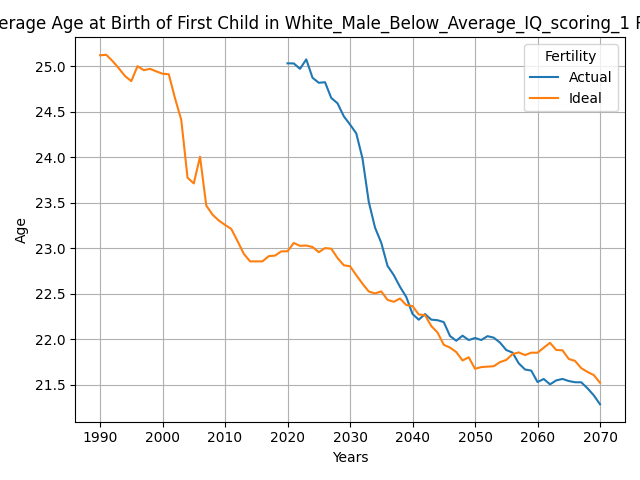 erage Age at Birth of First Child in White_Male_Below_Average_IQ_scoring_1
Fertility
Actual
Ideal
25.0
24.5
24.0
23.5
23.0
22.5
22.0
21.5
Age
1990 2000 2010 2020 2030 2040 2050 2060 2070
Years